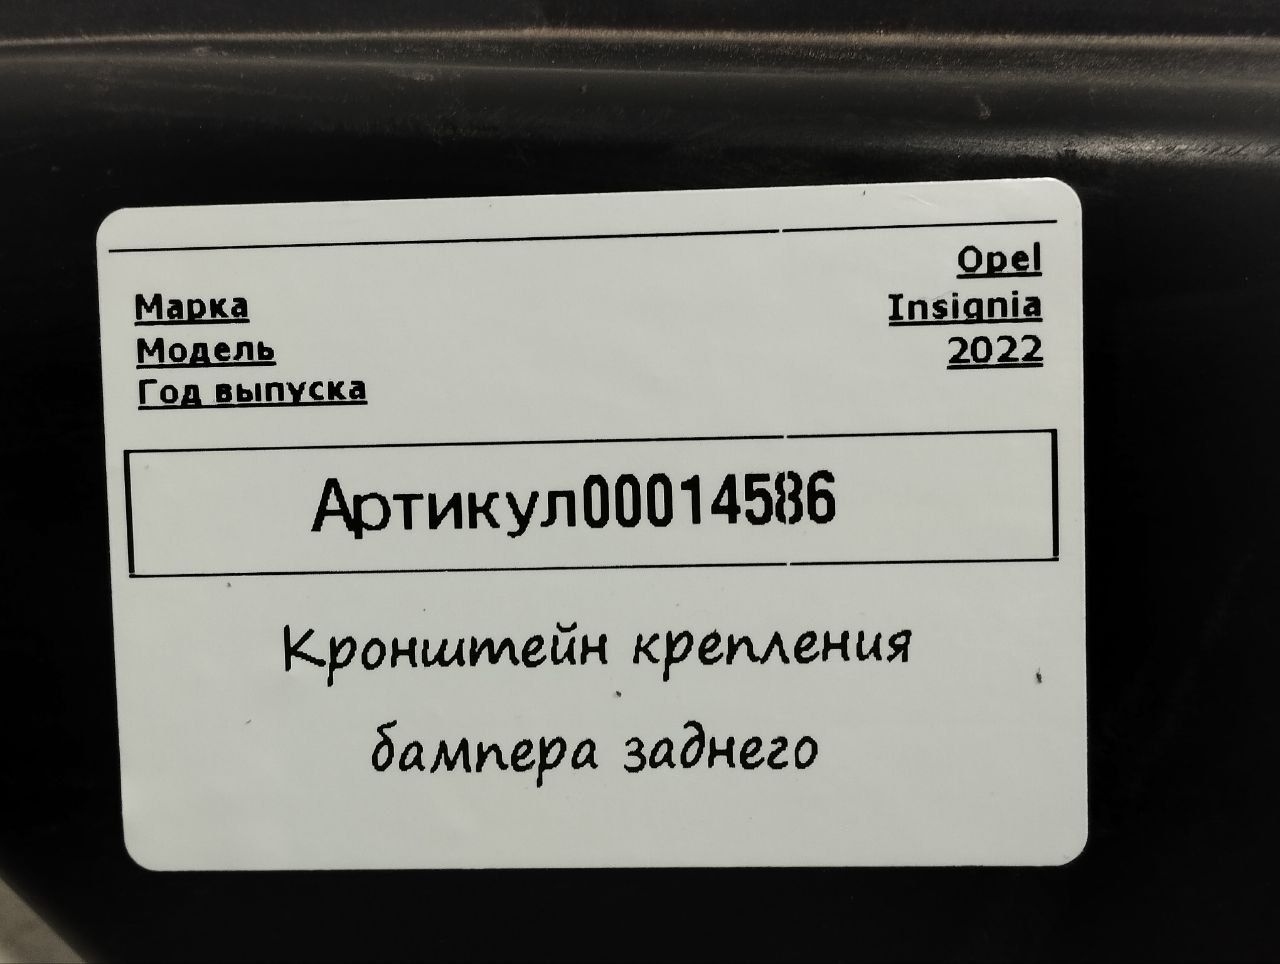 Opel
Марка
Insignia
Модель
2022
Год выпуска
Артикул00014586
Кронштейн крепления
бампера заднего